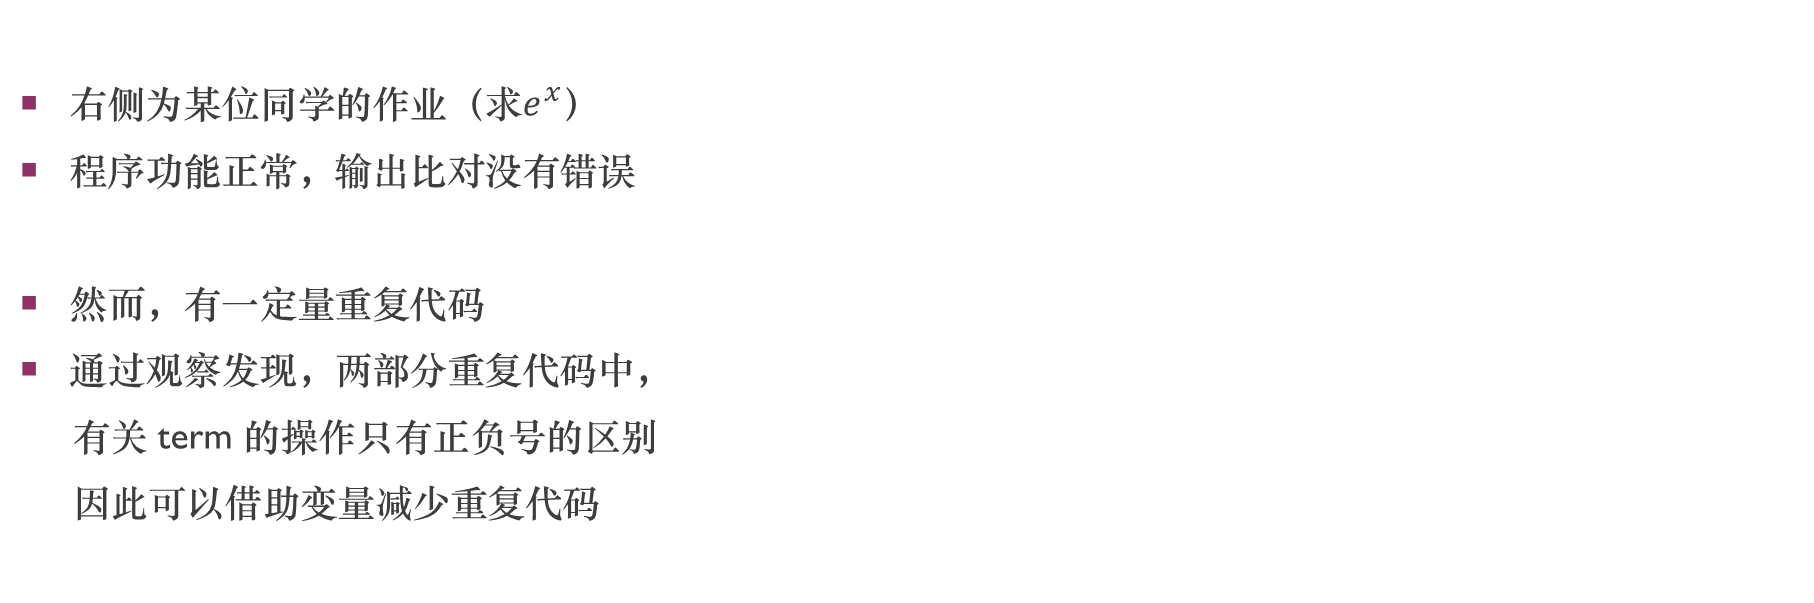 ▪ 右侧为某位同学的作业（求eˣ）
▪ 程序功能正常，输出比对没有错误
▪ 然而，有一定量重复代码
▪ 通过观察发现，两部分重复代码中，
有关 term 的操作只有正负号的区别
因此可以借助变量减少重复代码